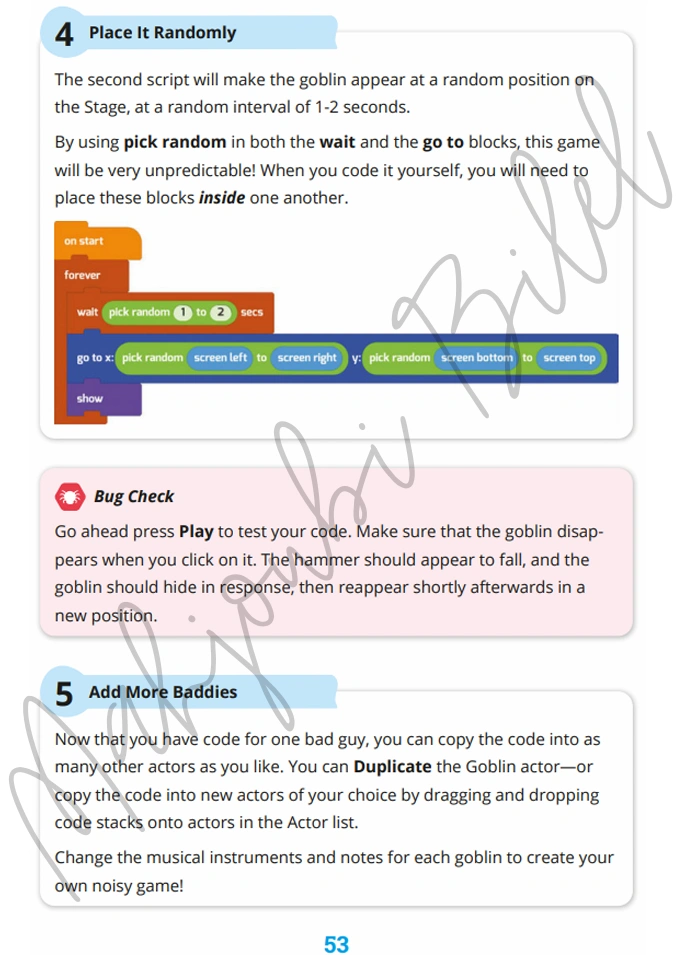 4 Place It Randomly
The second script will make the goblin appear at a random position on
the Stage, at a random interval of 1-2 seconds.
By using pick random in both the wait and the go to blocks, this game
will be very unpredictable! When you code it yourself, you will need to
place these blocks inside one another.
on start
forever
wait pick random 1 to 2 secs
go to x: pick random screen left to screen right y: pick random screen bottom to screen top
show
Bug Check
Go ahead press Play to test your code. Make sure that the goblin disap-
pears when you click on it. The hammer should appear to fall, and the
goblin should hide in response, then reappear shortly afterwards in a
new position.
5 Add More Baddies
Now that you have code for one bad guy, you can copy the code into as
many other actors as you like. You can Duplicate the Goblin actor—or
copy the code into new actors of your choice by dragging and dropping
code stacks onto actors in the Actor list.
Change the musical instruments and notes for each goblin to create your
own noisy game!
53
Mahjoubi Bilel